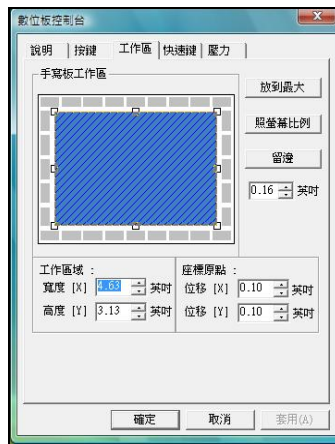 數位板控制台
說明 按鍵 工作區 快速鍵 壓力
手寫板工作區
放到最大
照螢幕比例
留邊
0.16 英吋
工作區域 :
寬度 [X] 4.63 英吋
高度 [Y] 3.13 英吋
座標原點 :
位移 [X] 0.10 英吋
位移 [Y] 0.10 英吋
確定 取消 套用(A)